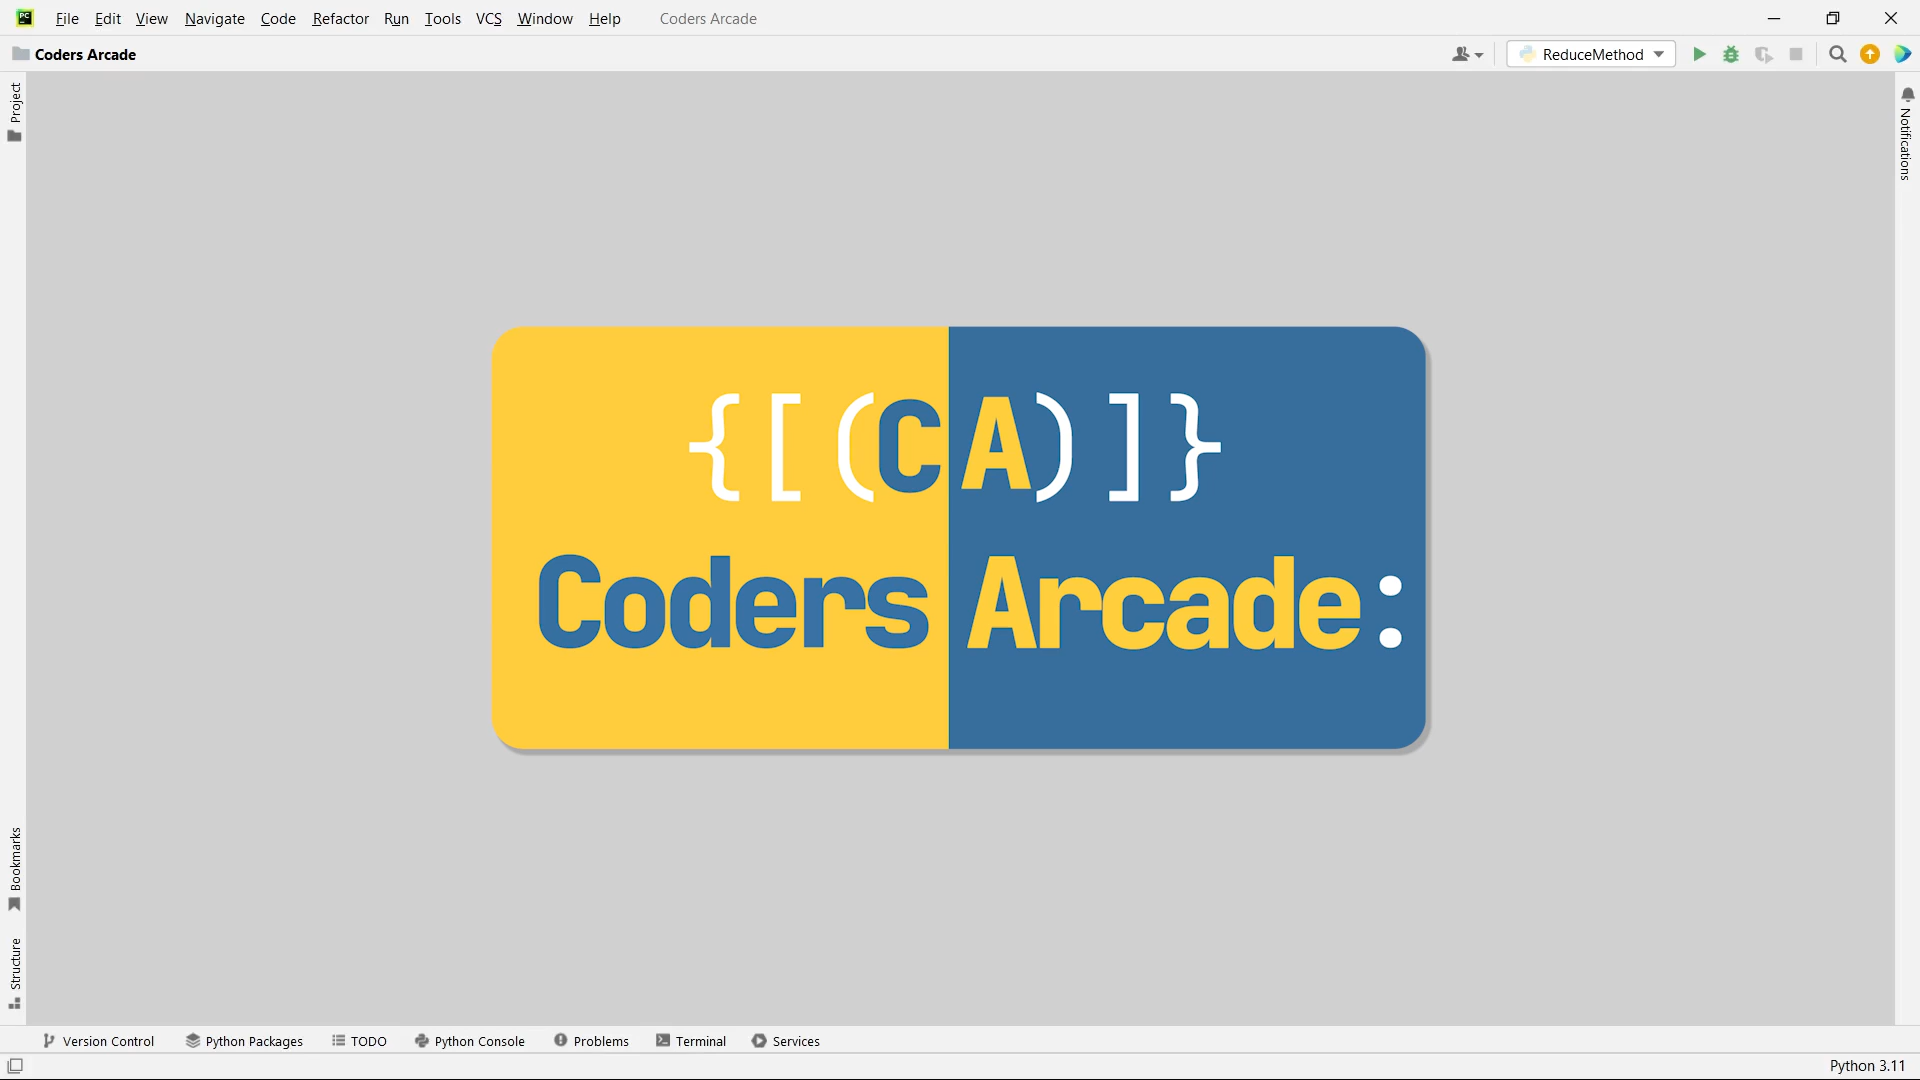 PC
File Edit View Navigate Code Refactor Run Tools VCS Window Help Coders Arcade
Coders Arcade
ReduceMethod
Project
Notifications
{[(CA)]}
Coders Arcade:
Bookmarks
Structure
Version Control Python Packages TODO Python Console Problems Terminal Services
Python 3.11